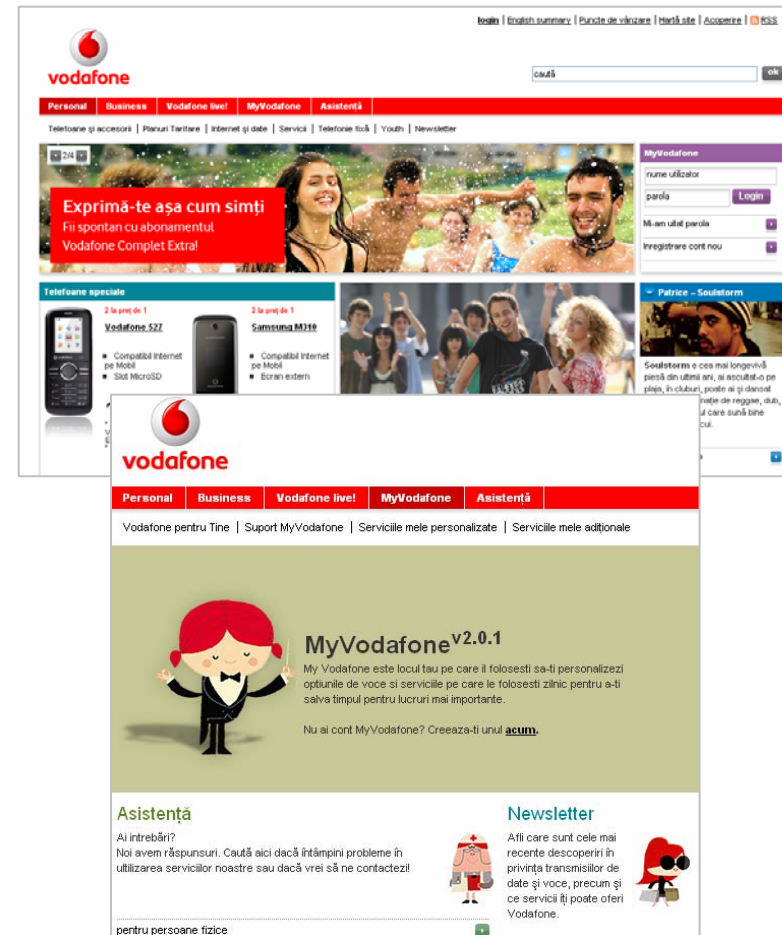 login | English summary | Puncte de vânzare | Hartă site | Acoperire | RSS
vodafone
caută
ok
Personal Business Vodafone live! MyVodafone Asistență
Telefoane și accesorii | Planuri Tarifare | Internet și date | Servicii | Telefonie fixă | Youth | Newsletter
2/4
Exprimă-te așa cum simți
Fii spontan cu abonamentul
Vodafone Complet Extra!
MyVodafone
nume utilizator
parola
Login
Mi-am uitat parola
Inregistrare cont nou
Telefoane speciale
2 la preț de 1
Vodafone 527
Compatibil Internet
pe Mobil
Slot MicroSD
2 la preț de 1
Samsung M310
Compatibil Internet
pe Mobil
Ecran extern
Patrice – Soulstorm
Soulstorm e cea mai longevivă
piesă din ultimii ani, ai ascultat-o pe
plaja, în cluburi, poate ai și dansat
nație de reggae, dub,
ul care sună bine
cui.
vodafone
Personal Business Vodafone live! MyVodafone Asistență
Vodafone pentru Tine | Suport MyVodafone | Serviciile mele personalizate | Serviciile mele adiționale
MyVodafone v2.0.1
My Vodafone este locul tau pe care il folosesti sa-ti personalizezi
optiunile de voce si serviciile pe care le folosesti zilnic pentru a-ti
salva timpul pentru lucruri mai importante.
Nu ai cont MyVodafone? Creeaza-ti unul acum.
Asistență
Ai intrebări?
Noi avem răspunsuri. Caută aici dacă întâmpini probleme în
utilizarea serviciilor noastre sau dacă vrei să ne contactezi!
pentru persoane fizice
Newsletter
Afli care sunt cele mai
recente descoperiri în
privința transmisiilor de
date și voce, precum și
ce servicii îți poate oferi
Vodafone.